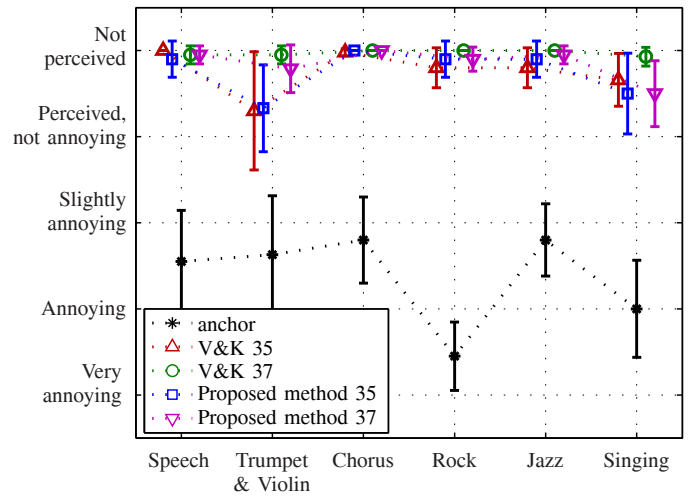 Not
perceived
Perceived,
not annoying
Slightly
annoying
Annoying
Very
annoying
anchor
V&K 35
V&K 37
Proposed method 35
Proposed method 37
Speech
Trumpet
& Violin
Chorus
Rock
Jazz
Singing